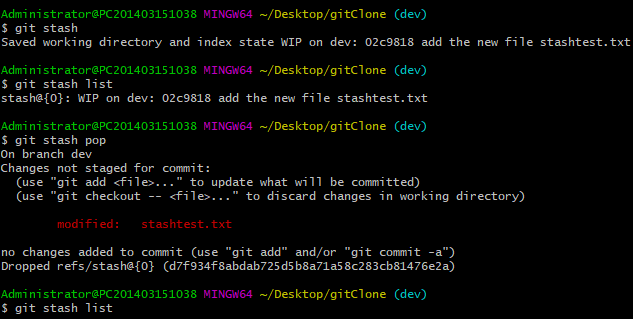 Administrator@PC201403151038 MINGW64 ~/Desktop/gitClone (dev)
$ git stash
Saved working directory and index state WIP on dev: 02c9818 add the new file stashtest.txt
Administrator@PC201403151038 MINGW64 ~/Desktop/gitClone (dev)
$ git stash list
stash@{0}: WIP on dev: 02c9818 add the new file stashtest.txt
Administrator@PC201403151038 MINGW64 ~/Desktop/gitClone (dev)
$ git stash pop
On branch dev
Changes not staged for commit:
  (use "git add <file>..." to update what will be committed)
  (use "git checkout -- <file>..." to discard changes in working directory)
        modified:   stashtest.txt
no changes added to commit (use "git add" and/or "git commit -a")
Dropped refs/stash@{0} (d7f934f8abdab725d5b8a71a58c283cb81476e2a)
Administrator@PC201403151038 MINGW64 ~/Desktop/gitClone (dev)
$ git stash list